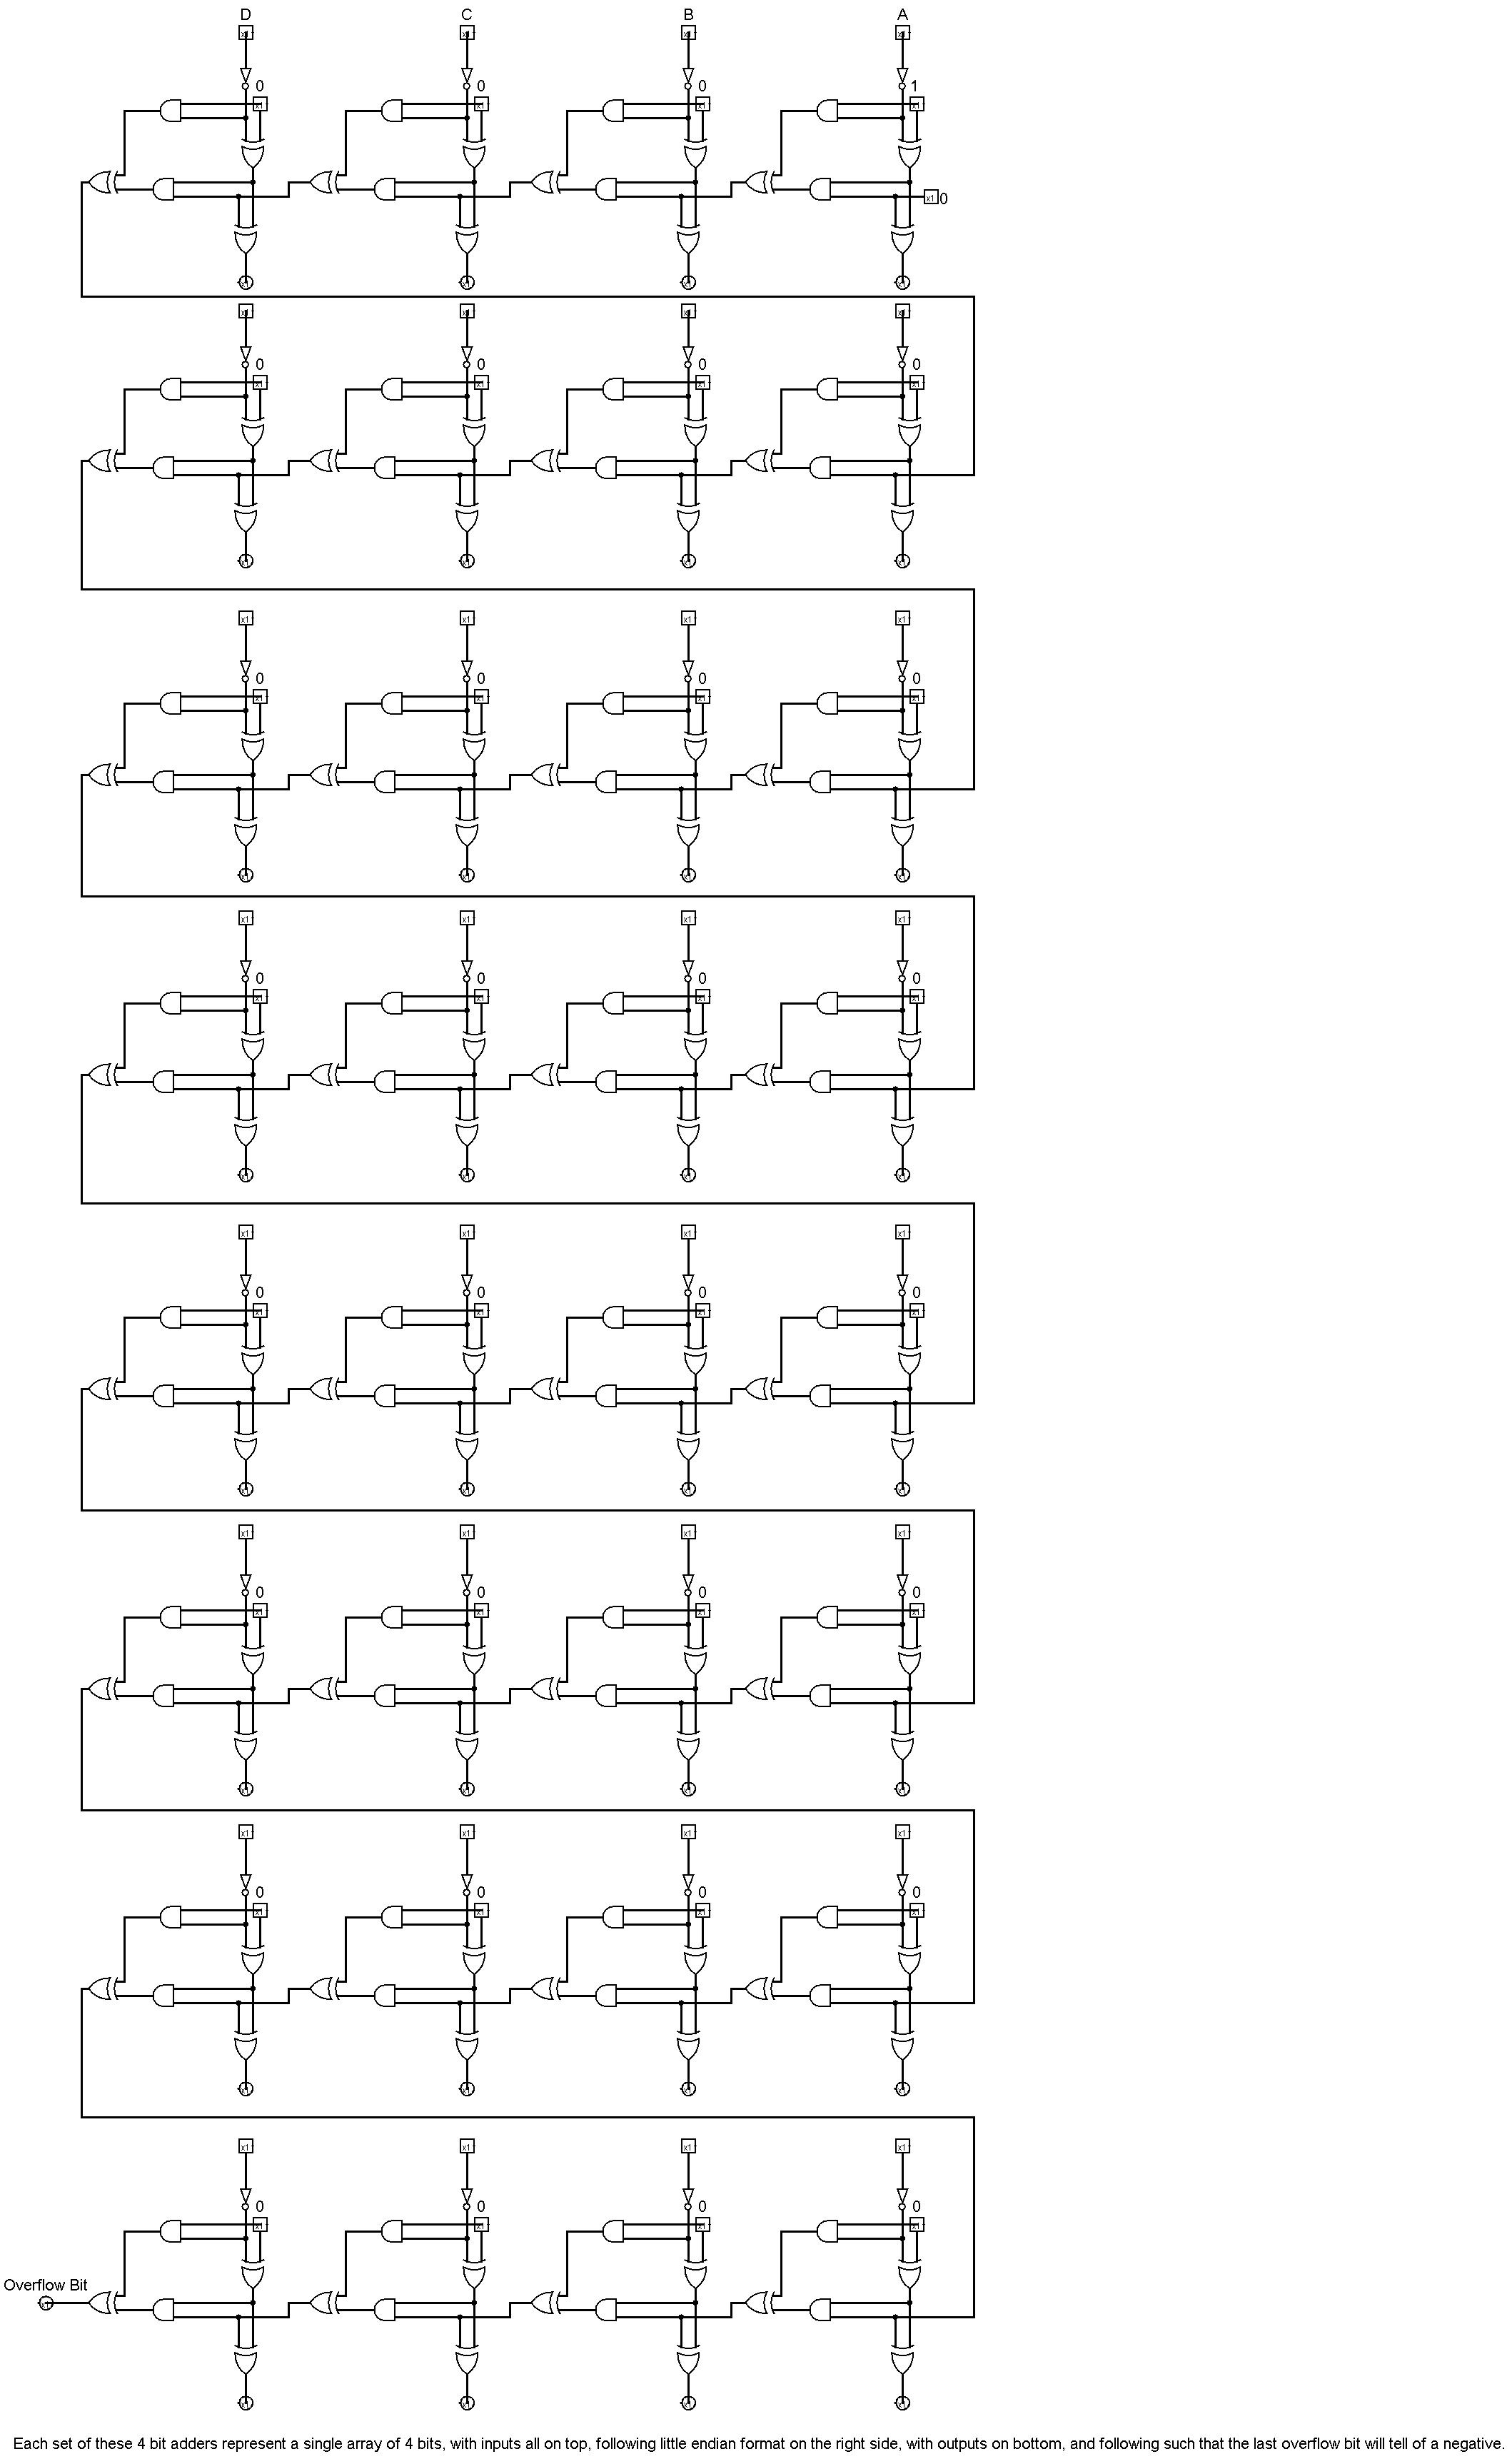 D C B A
x1 x1 x1 x1
0 0 0 1
x1 x1 x1 x1
x1 0
x1 x1 x1 x1
x1 x1 x1 x1
0 0 0 0
x1 x1 x1 x1
x1 x1 x1 x1
x1 x1 x1 x1
0 0 0 0
x1 x1 x1 x1
x1 x1 x1 x1
x1 x1 x1 x1
0 0 0 0
x1 x1 x1 x1
x1 x1 x1 x1
x1 x1 x1 x1
0 0 0 0
x1 x1 x1 x1
x1 x1 x1 x1
x1 x1 x1 x1
0 0 0 0
x1 x1 x1 x1
x1 x1 x1 x1
x1 x1 x1 x1
0 0 0 0
x1 x1 x1 x1
x1 x1 x1 x1
x1 x1 x1 x1
0 0 0 0
x1 x1 x1 x1
Overflow Bit
x1
x1 x1 x1 x1
Each set of these 4 bit adders represent a single array of 4 bits, with inputs all on top, following little endian format on the right side, with outputs on bottom, and following such that the last overflow bit will tell of a negative.